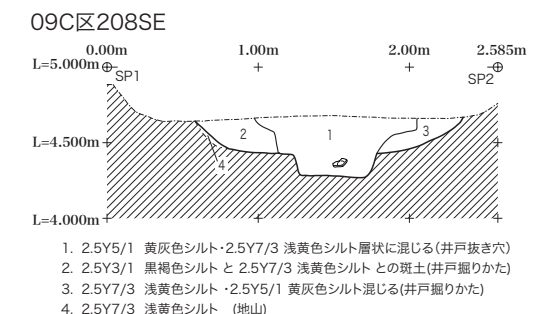 09C区208SE
0.00m 1.00m 2.00m 2.585m
L=5.000m
SP1 SP2
L=4.500m
2 1 3
4
L=4.000m
1. 2.5Y5/1 黄灰色シルト・2.5Y7/3 浅黄色シルト層状に混じる（井戸抜き穴）
2. 2.5Y3/1 黒褐色シルト と 2.5Y7/3 浅黄色シルト との斑土(井戸掘りかた)
3. 2.5Y7/3 浅黄色シルト ・2.5Y5/1 黄灰色シルト混じる(井戸掘りかた)
4. 2.5Y7/3 浅黄色シルト (地山)